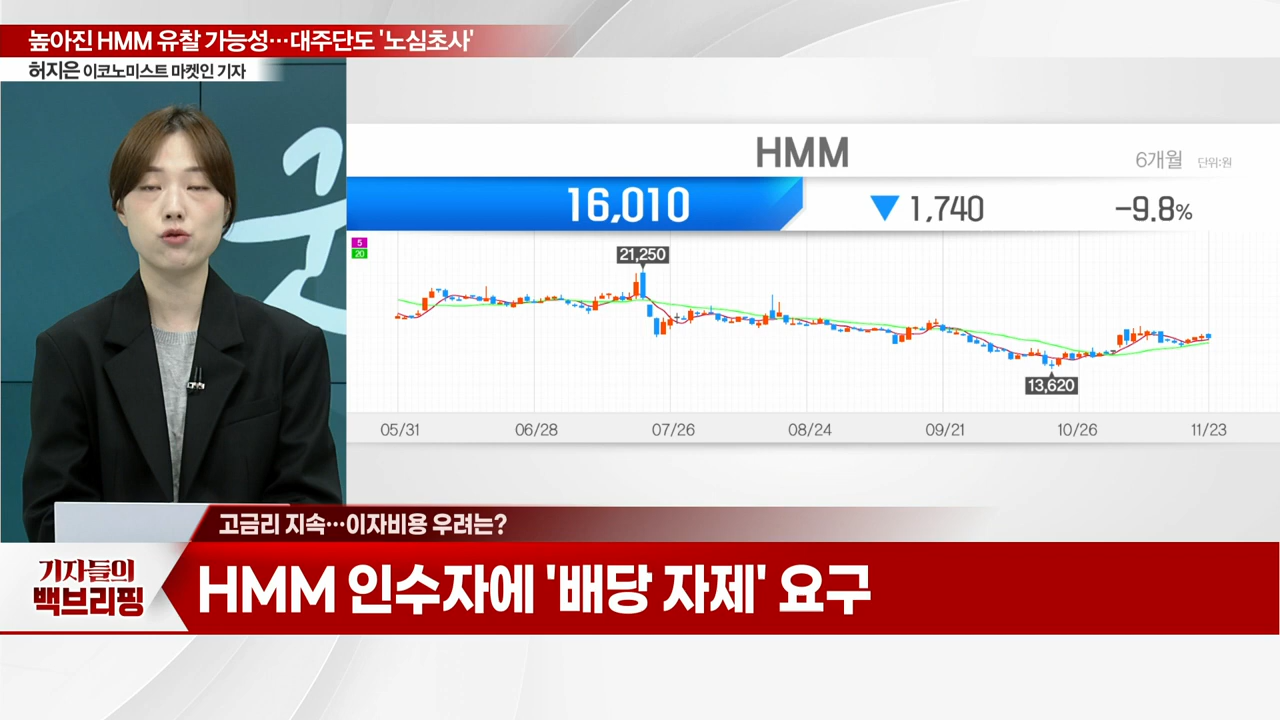 높아진 HMM 유찰 가능성…대주단도 '노심초사'
허지은 이코노미스트 마켓인 기자
HMM
6개월 단위:원
16,010 ▼ 1,740 -9.8%
5
20
21,250
13,620
05/31 06/28 07/26 08/24 09/21 10/26 11/23
고금리 지속…이자비용 우려는?
기자들의
백브리핑
HMM 인수자에 '배당 자제' 요구